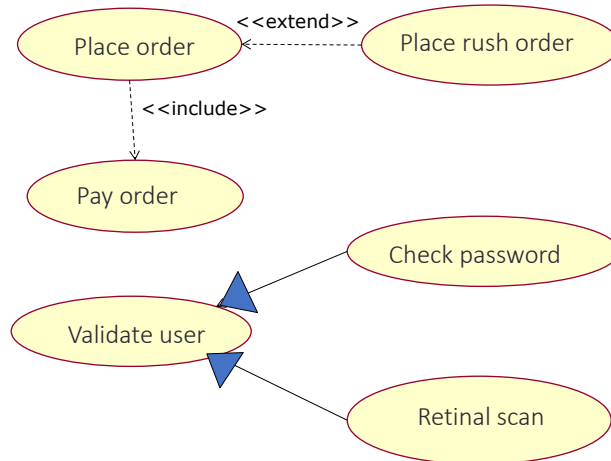 <<extend>>
Place order
Place rush order
<<include>>
Pay order
Check password
Validate user
Retinal scan